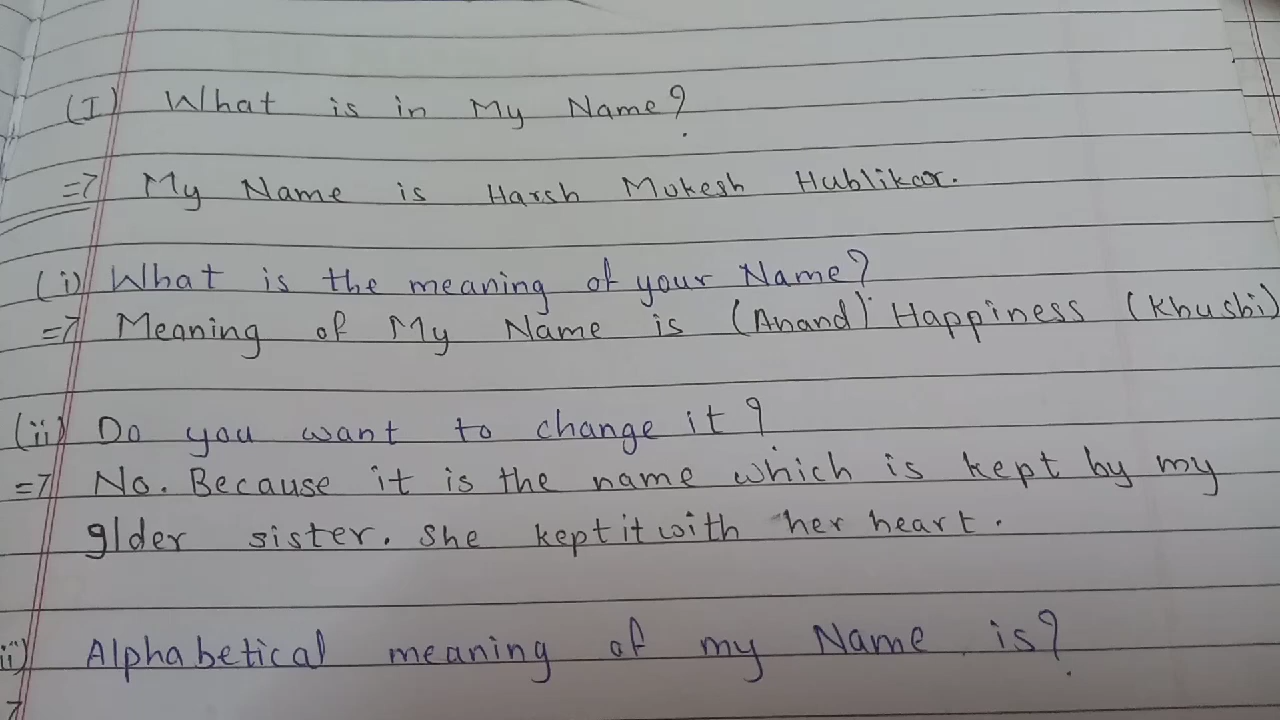 (I) What is in My Name?
=> My Name is Harsh Mukesh Hublikar.
(i) What is the meaning of your Name?
=> Meaning of My Name is (Anand) Happiness (Khushi)
(ii) Do you want to change it?
=> No. Because it is the name which is kept by my
glder sister. She kept it with her heart.
ii) Alphabetical meaning of my Name is?